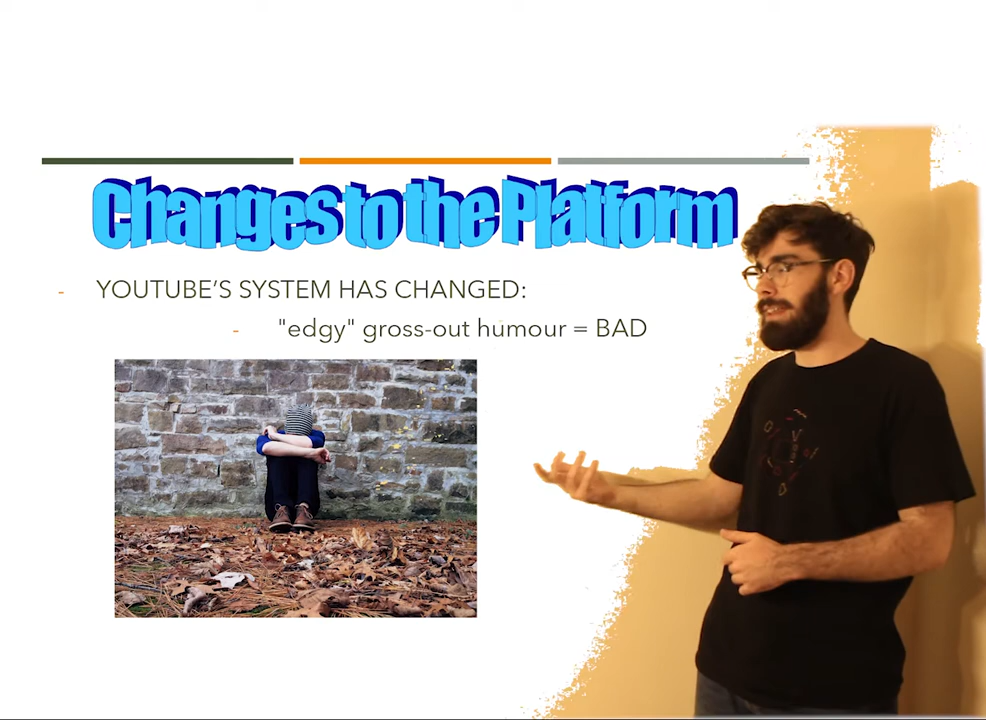 Changes to the Platform
- YOUTUBE'S SYSTEM HAS CHANGED:
- "edgy" gross-out humour = BAD